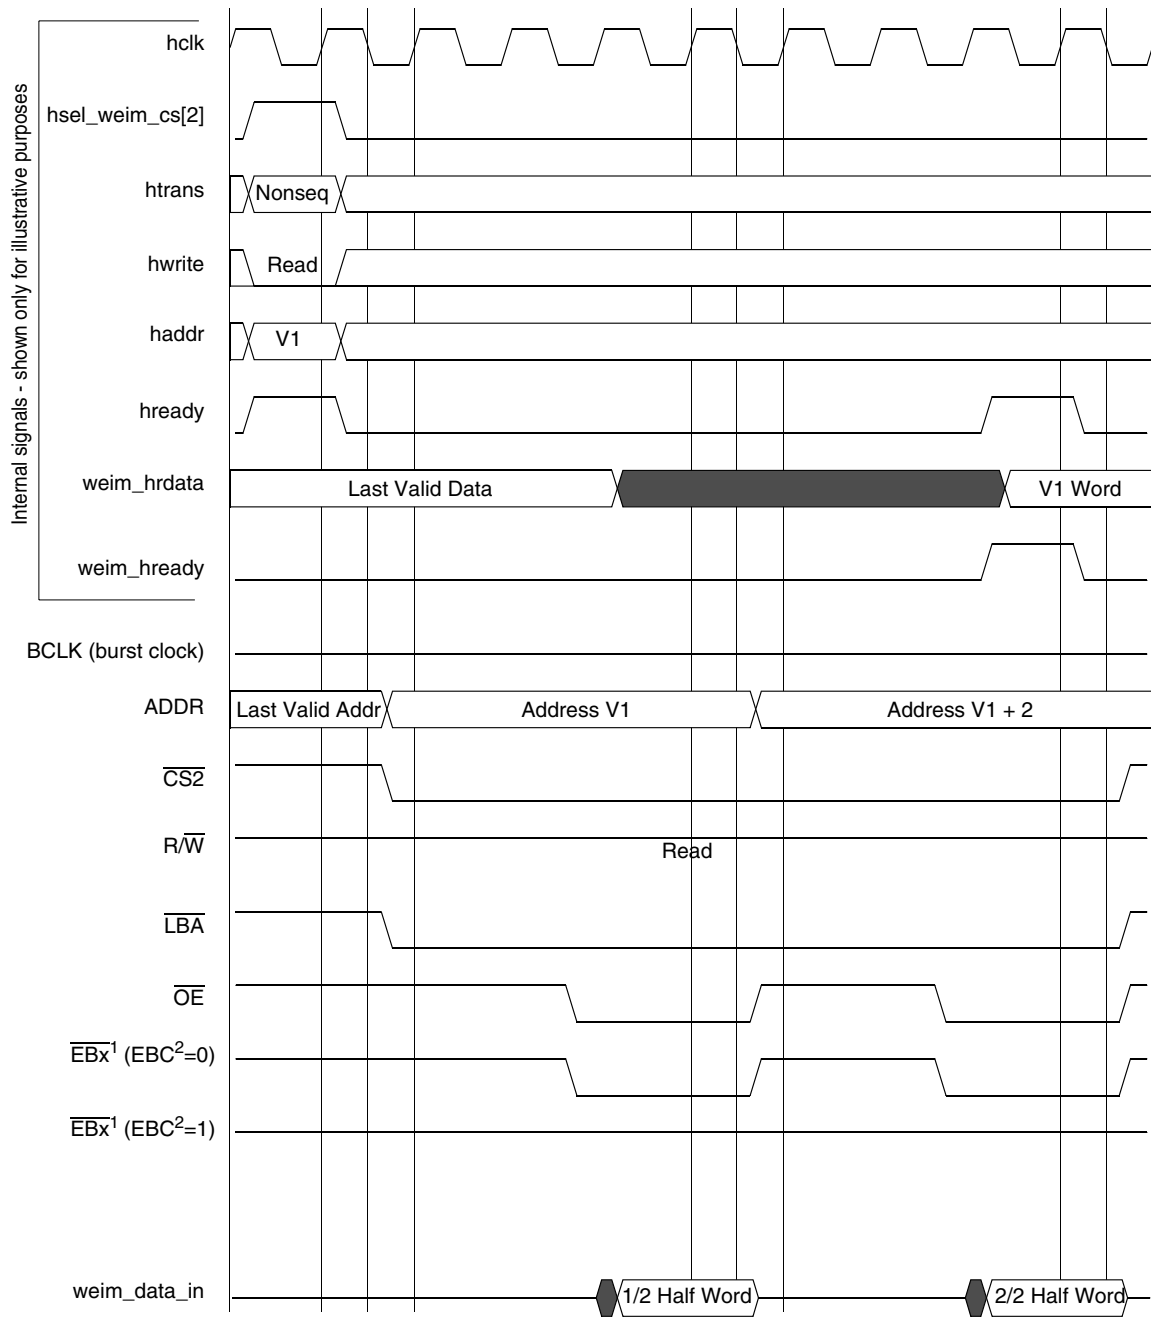 Internal signals - shown only for illustrative purposes
hclk
hsel_weim_cs[2]
htrans Nonseq
hwrite Read
haddr V1
hready
weim_hrdata Last Valid Data V1 Word
weim_hready
BCLK (burst clock)
ADDR Last Valid Addr Address V1 Address V1 + 2
CS2
R/W Read
LBA
OE
EBx1 (EBC2=0)
EBx1 (EBC2=1)
weim_data_in 1/2 Half Word 2/2 Half Word